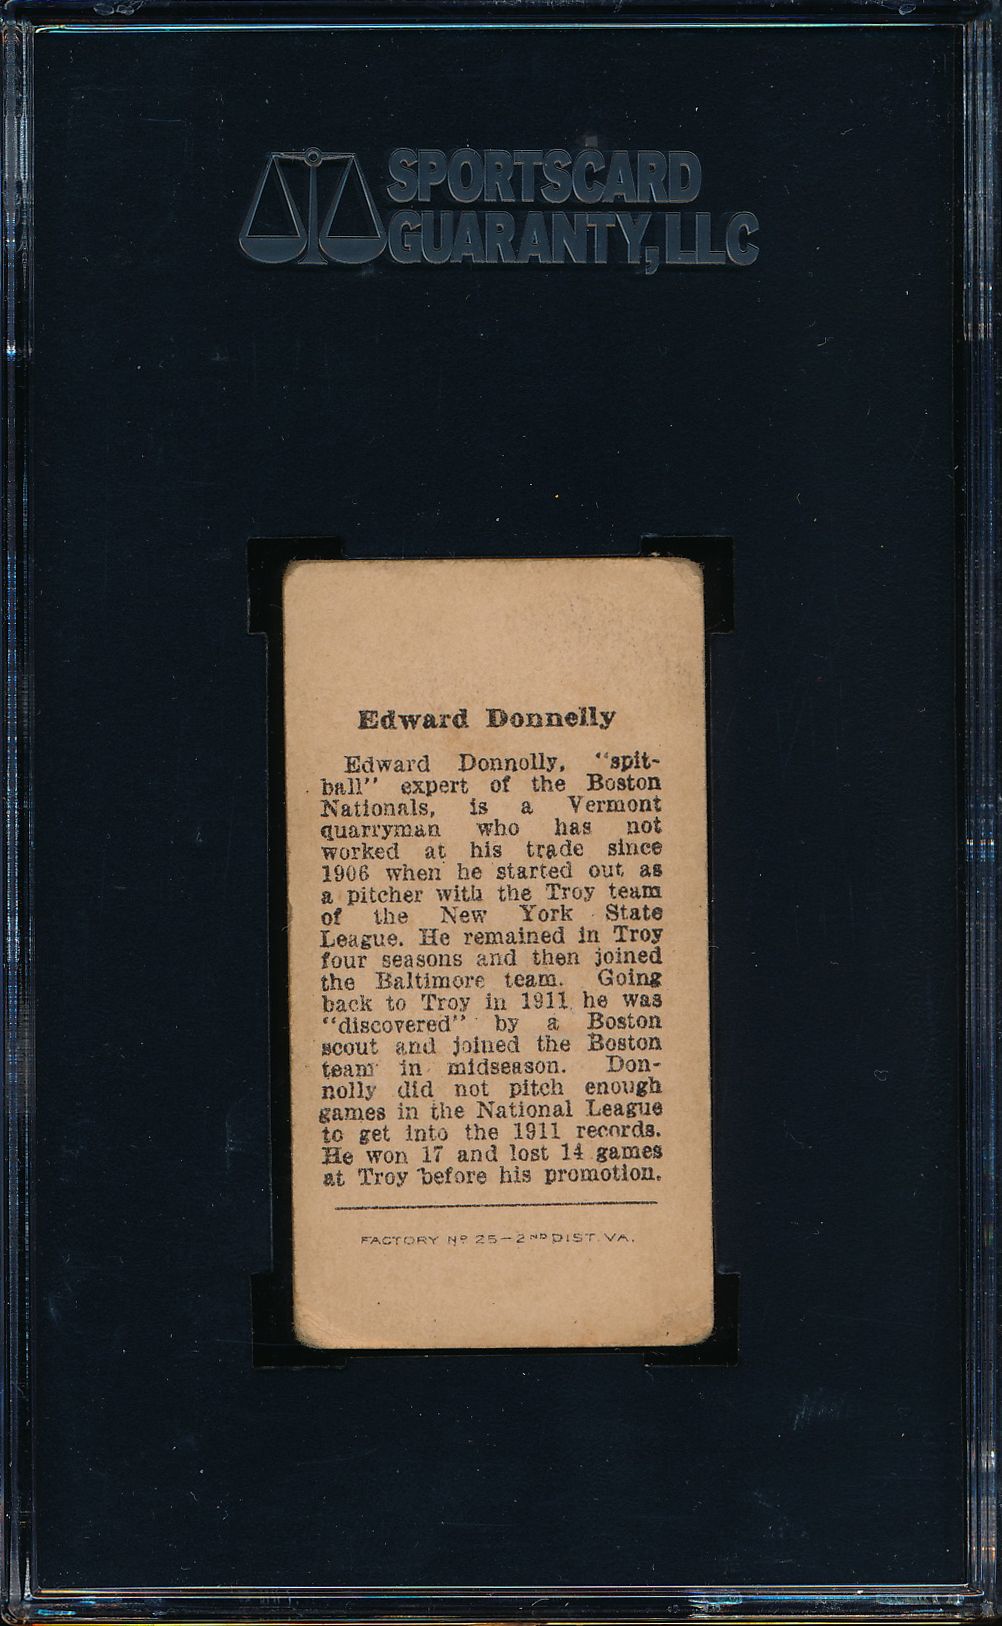 SPORTSCARD
GUARANTY, LLC
Edward Donnelly
Edward Donnolly, "spit-
ball" expert of the Boston
Nationals, is a Vermont
quarryman who has not
worked at his trade since
1906 when he started out as
a pitcher with the Troy team
of the New York State
League. He remained in Troy
four seasons and then joined
the Baltimore team. Going
back to Troy in 1911 he was
"discovered" by a Boston
scout and joined the Boston
team in midseason. Don-
nolly did not pitch enough
games in the National League
to get into the 1911 records.
He won 17 and lost 14 games
at Troy before his promotion.
FACTORY Nº 25-2ND DIST. VA.